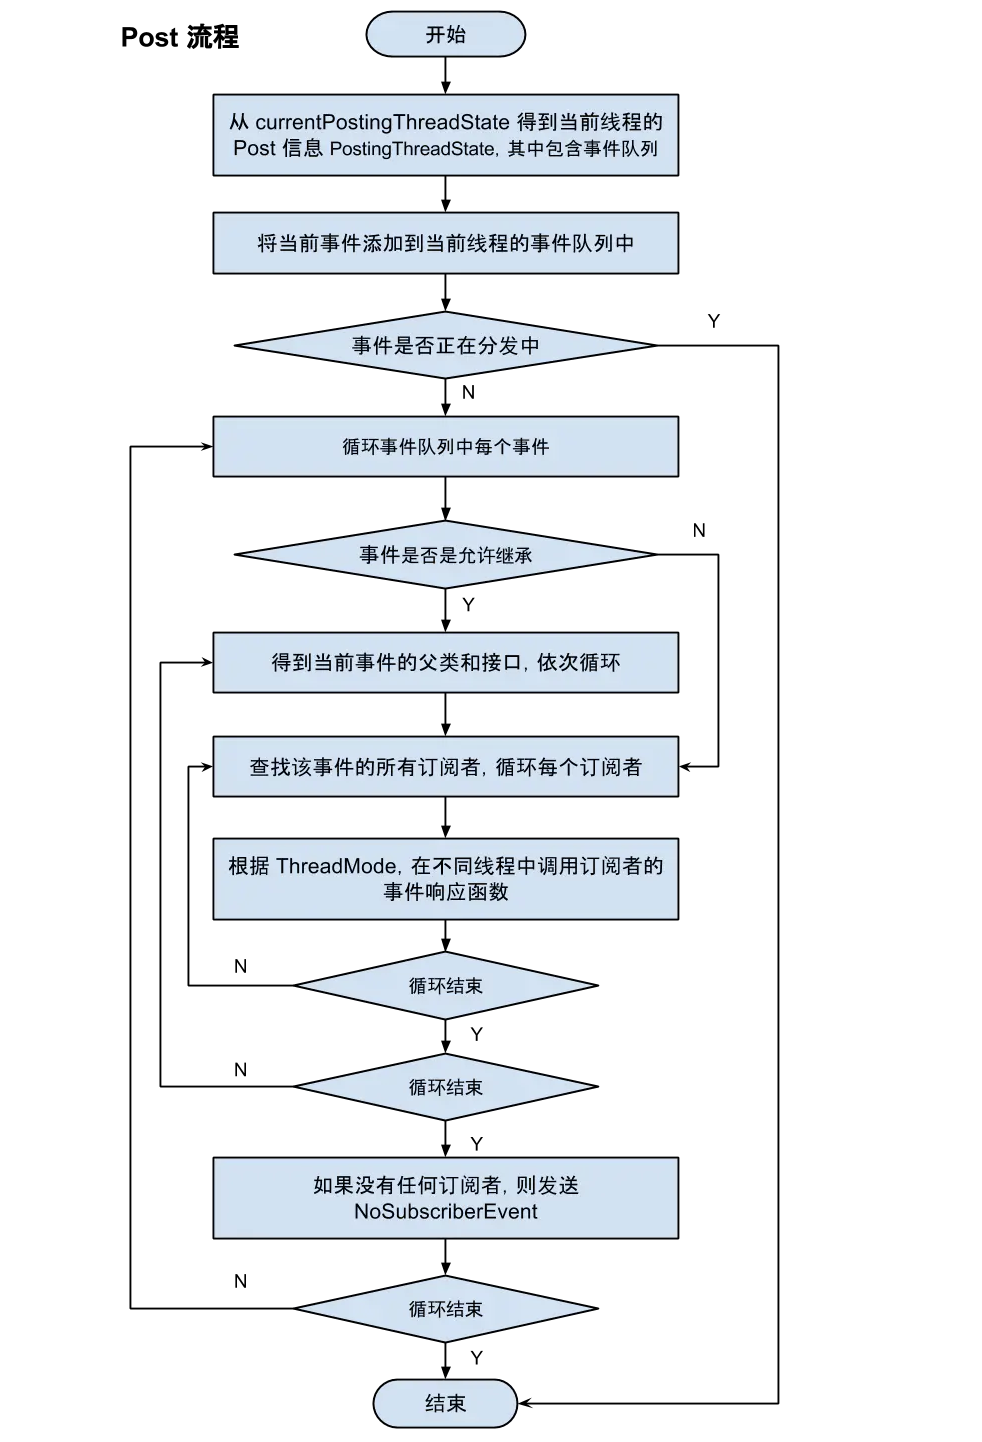 Post 流程
开始
从 currentPostingThreadState 得到当前线程的
Post 信息 PostingThreadState, 其中包含事件队列
将当前事件添加到当前线程的事件队列中
Y
事件是否正在分发中
N
循环事件队列中每个事件
N
事件是否是允许继承
Y
得到当前事件的父类和接口, 依次循环
查找该事件的所有订阅者, 循环每个订阅者
根据 ThreadMode, 在不同线程中调用订阅者的
事件响应函数
N
循环结束
Y
N
循环结束
Y
如果没有任何订阅者, 则发送
NoSubscriberEvent
N
循环结束
Y
结束